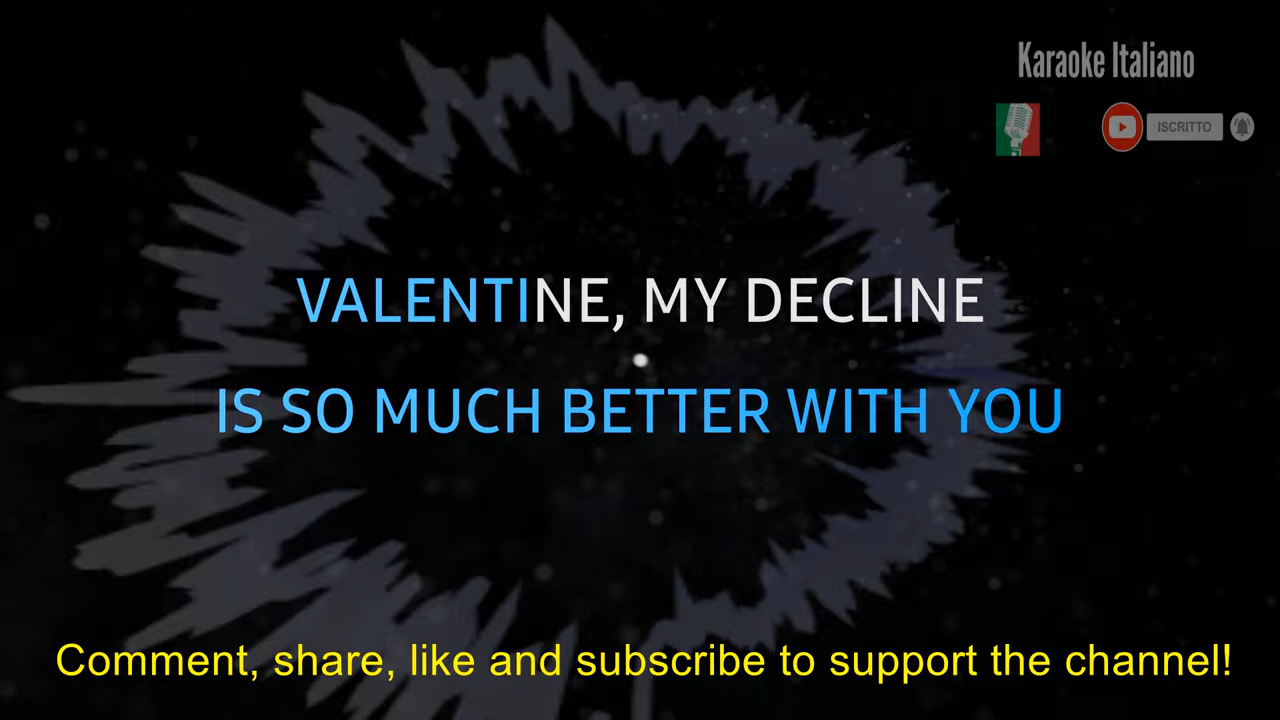 Karaoke Italiano
ISCRITTO
VALENTINE, MY DECLINE
IS SO MUCH BETTER WITH YOU
Comment, share, like and subscribe to support the channel!